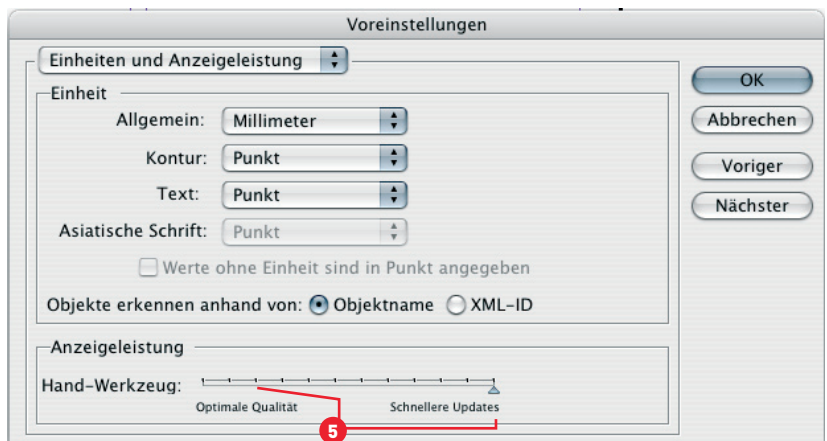 Voreinstellungen
Einheiten und Anzeigeleistung
Einheit
Allgemein: Millimeter
Kontur: Punkt
Text: Punkt
Asiatische Schrift: Punkt
Werte ohne Einheit sind in Punkt angegeben
Objekte erkennen anhand von: Objektname XML-ID
Anzeigeleistung
Hand-Werkzeug:
Optimale Qualität Schnellere Updates
5
OK
Abbrechen
Voriger
Nächster